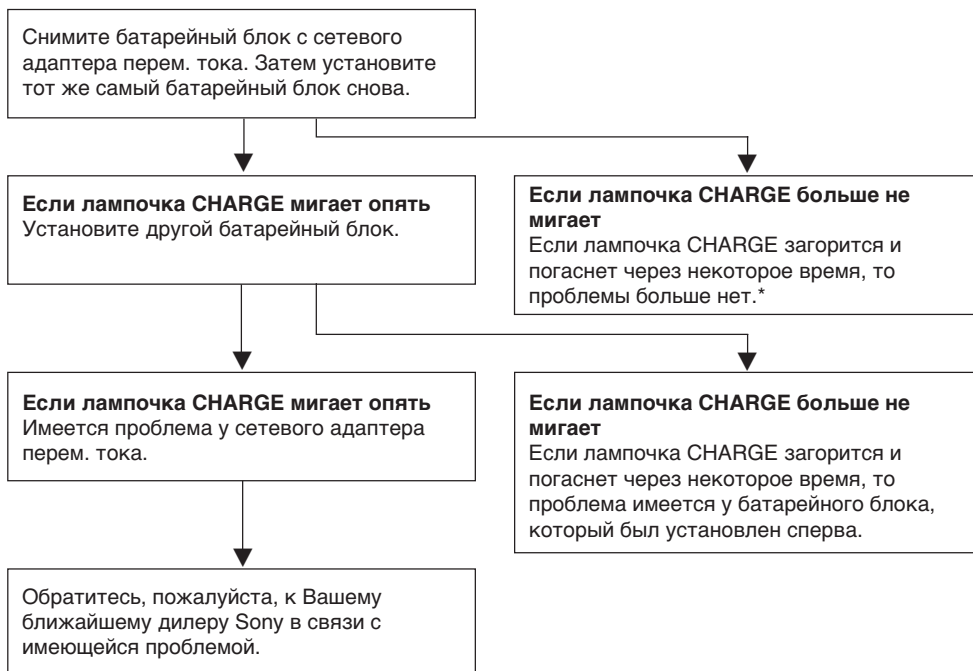 Снимите батарейный блок с сетевого
адаптера перем. тока. Затем установите
тот же самый батарейный блок снова.
Если лампочка CHARGE мигает опять
Установите другой батарейный блок.
Если лампочка CHARGE больше не
мигает
Если лампочка CHARGE загорится и
погаснет через некоторое время, то
проблемы больше нет.*
Если лампочка CHARGE мигает опять
Имеется проблема у сетевого адаптера
перем. тока.
Если лампочка CHARGE больше не
мигает
Если лампочка CHARGE загорится и
погаснет через некоторое время, то
проблема имеется у батарейного блока,
который был установлен сперва.
Обратитесь, пожалуйста, к Вашему
ближайшему дилеру Sony в связи с
имеющейся проблемой.